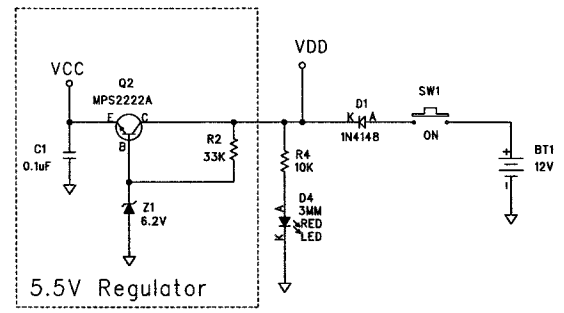 VDD
VCC
Q2
MPS2222A
D1
SW1
E
C
K
A
B
1N4148
ON
C1
0.1uF
R2
33K
R4
10K
+
BT1
12V
-
Z1
6.2V
A
K
D4
3MM
RED
LED
5.5V Regulator